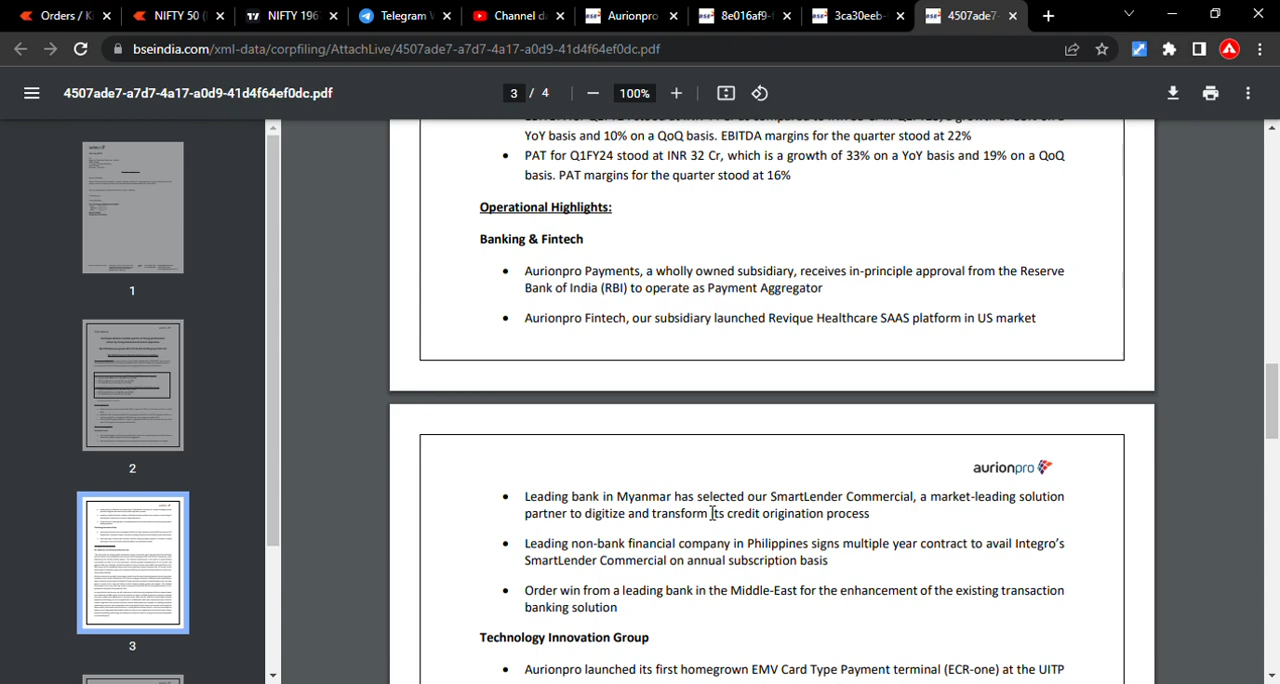 Orders / Ki
NIFTY 50 (
NIFTY 196
Telegram W
Channel da
Aurionpro
8e016af9-f
3ca30eeb-
4507ade7-
bseindia.com/xml-data/corpfiling/AttachLive/4507ade7-a7d7-4a17-a0d9-41d4f64ef0dc.pdf
4507ade7-a7d7-4a17-a0d9-41d4f64ef0dc.pdf
3 / 4
100%
YoY basis and 10% on a QoQ basis. EBITDA margins for the quarter stood at 22%
• PAT for Q1FY24 stood at INR 32 Cr, which is a growth of 33% on a YoY basis and 19% on a QoQ
basis. PAT margins for the quarter stood at 16%
Operational Highlights:
Banking & Fintech
• Aurionpro Payments, a wholly owned subsidiary, receives in-principle approval from the Reserve
Bank of India (RBI) to operate as Payment Aggregator
• Aurionpro Fintech, our subsidiary launched Revique Healthcare SAAS platform in US market
aurionpro
• Leading bank in Myanmar has selected our SmartLender Commercial, a market-leading solution
partner to digitize and transform its credit origination process
• Leading non-bank financial company in Philippines signs multiple year contract to avail Integro's
SmartLender Commercial on annual subscription basis
• Order win from a leading bank in the Middle-East for the enhancement of the existing transaction
banking solution
Technology Innovation Group
• Aurionpro launched its first homegrown EMV Card Type Payment terminal (ECR-one) at the UITP
1
2
3